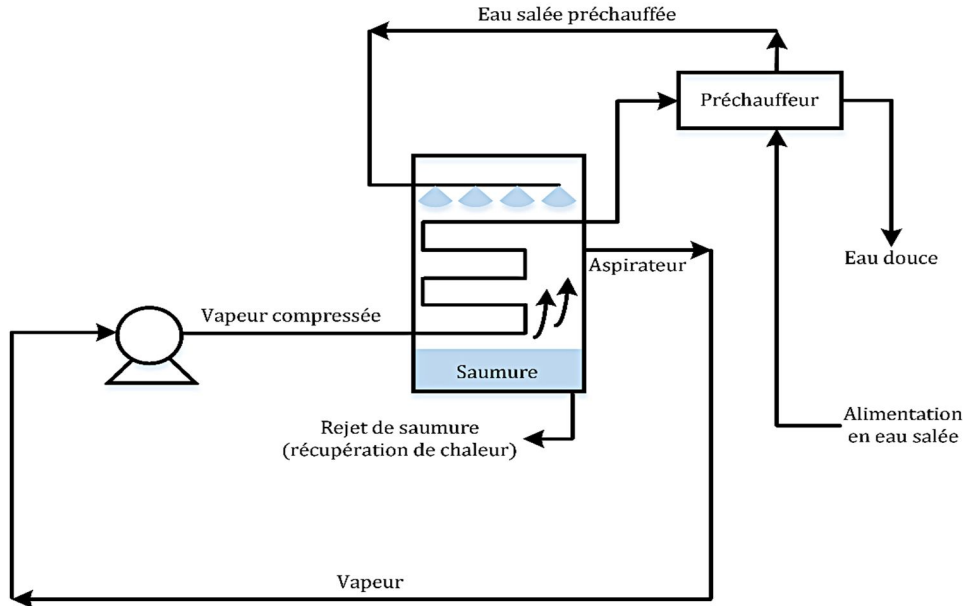 Eau salée préchauffée
Préchauffeur
Aspirateur
Eau douce
Vapeur compressée
Saumure
Rejet de saumure
(récupération de chaleur)
Alimentation
en eau salée
Vapeur